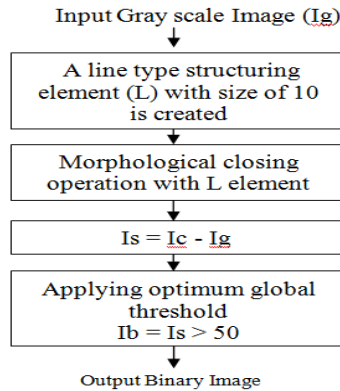 Input Gray scale Image (Ig)
A line type structuring
element (L) with size of 10
is created
Morphological closing
operation with L element
Is = Ic - Ig
Applying optimum global
threshold
Ib = Is > 50
Output Binary Image